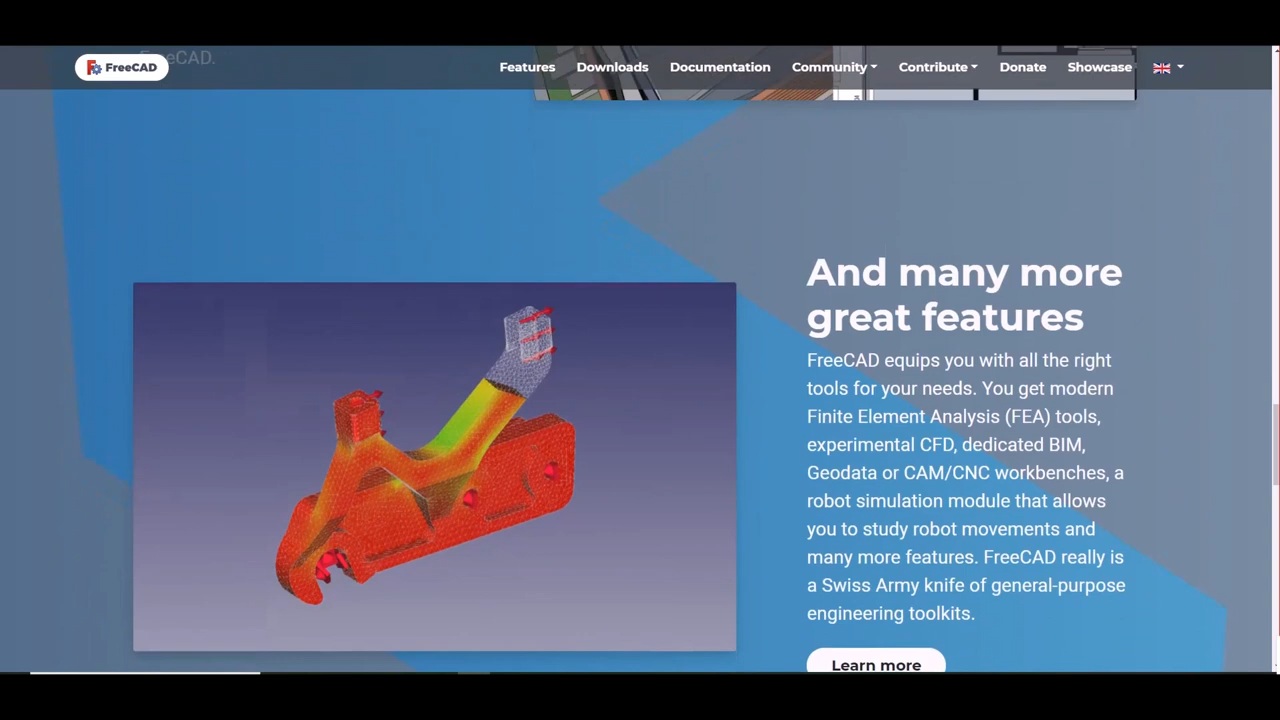 FreeCAD.
FreeCAD
Features
Downloads
Documentation
Community
Contribute
Donate
Showcase
And many more
great features
FreeCAD equips you with all the right
tools for your needs. You get modern
Finite Element Analysis (FEA) tools,
experimental CFD, dedicated BIM,
Geodata or CAM/CNC workbenches, a
robot simulation module that allows
you to study robot movements and
many more features. FreeCAD really is
a Swiss Army knife of general-purpose
engineering toolkits.
Learn more